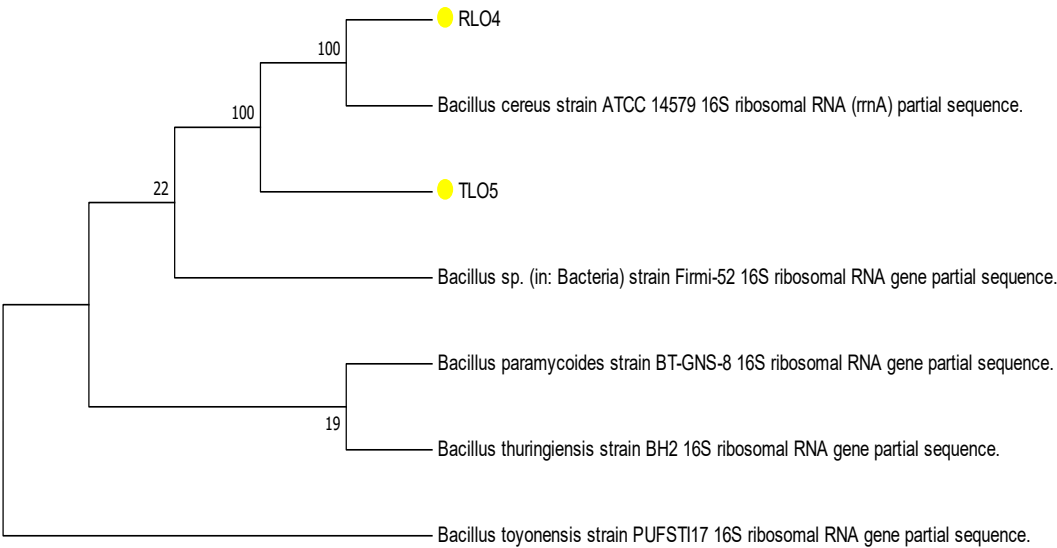 RLO4
100
Bacillus cereus strain ATCC 14579 16S ribosomal RNA (rrnA) partial sequence.
100
TLO5
22
Bacillus sp. (in: Bacteria) strain Firmi-52 16S ribosomal RNA gene partial sequence.
Bacillus paramycoides strain BT-GNS-8 16S ribosomal RNA gene partial sequence.
19
Bacillus thuringiensis strain BH2 16S ribosomal RNA gene partial sequence.
Bacillus toyonensis strain PUFSTI17 16S ribosomal RNA gene partial sequence.